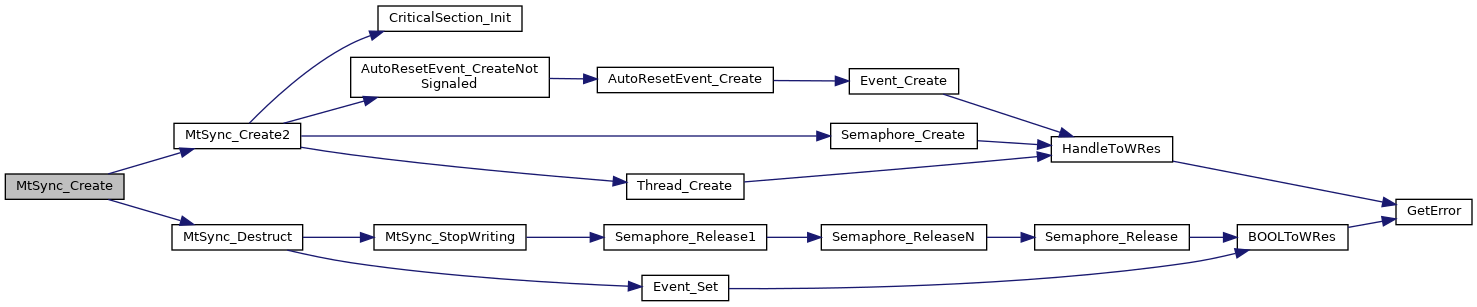 MtSync_Create
MtSync_Create2
CriticalSection_Init
AutoResetEvent_CreateNot
Signaled
AutoResetEvent_Create
Event_Create
Semaphore_Create
Thread_Create
HandleToWRes
GetError
MtSync_Destruct
MtSync_StopWriting
Semaphore_Release1
Semaphore_ReleaseN
Semaphore_Release
BOOLToWRes
Event_Set